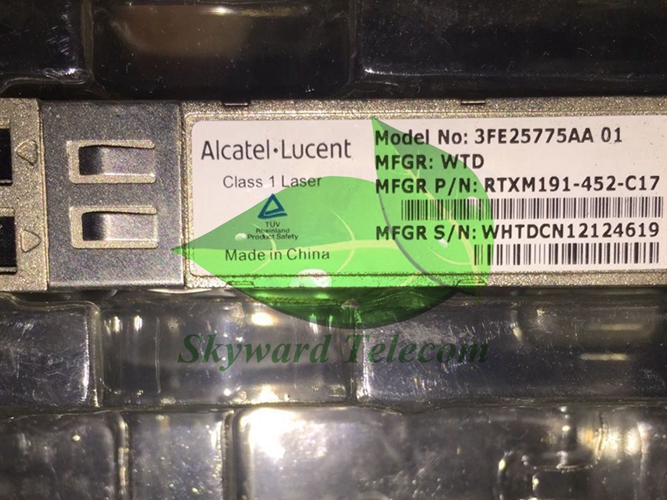 Alcatel·Lucent
Class 1 Laser
TÜV
Rheinland
Product Safety
Made in China
Model No: 3FE25775AA 01
MFGR: WTD
MFGR P/N: RTXM191-452-C17
MFGR S/N: WHTDCN12124619
Skyward Telecom